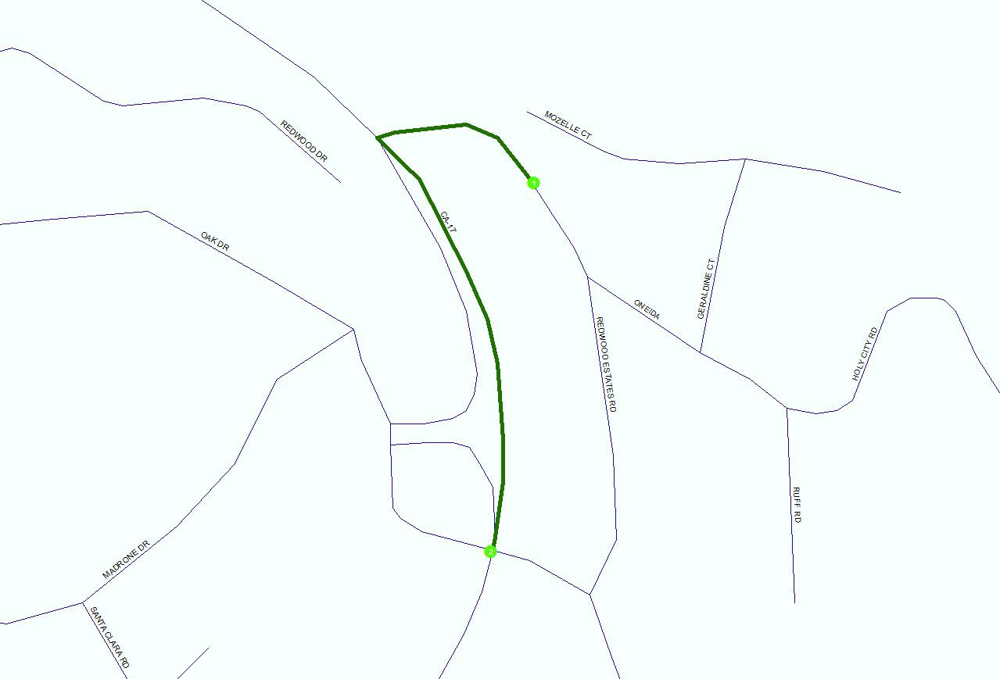 MOZELLE CT
REDWOOD DR
1
CA-17
OAK DR
GERALDINE CT
ONEIDA
REDWOOD ESTATES RD
HOLY CITY RD
RUFF RD
MADRONE DR
2
SANTA CLARA RD